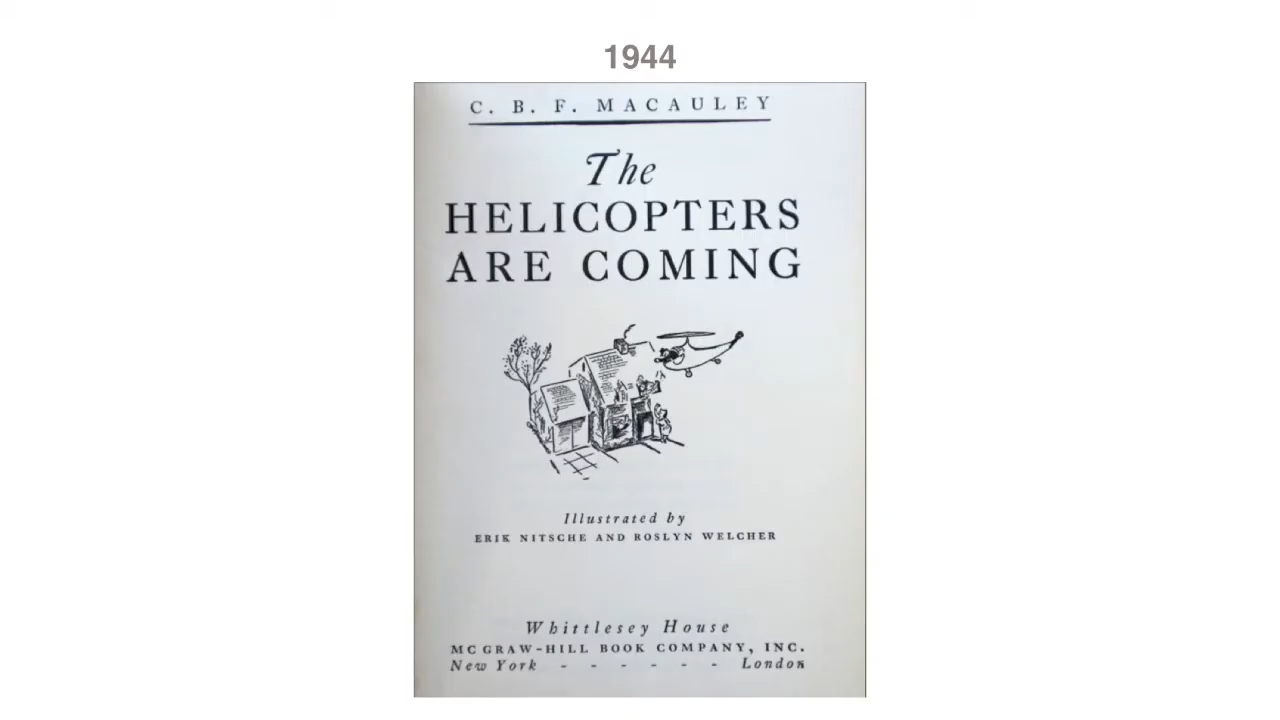 1944
C. B. F. MACAULEY
The
HELICOPTERS
ARE COMING
Illustrated by
ERIK NITSCHE AND ROSLYN WELCHER
Whittlesey House
MCGRAW-HILL BOOK COMPANY, INC.
New York - - - - - - London